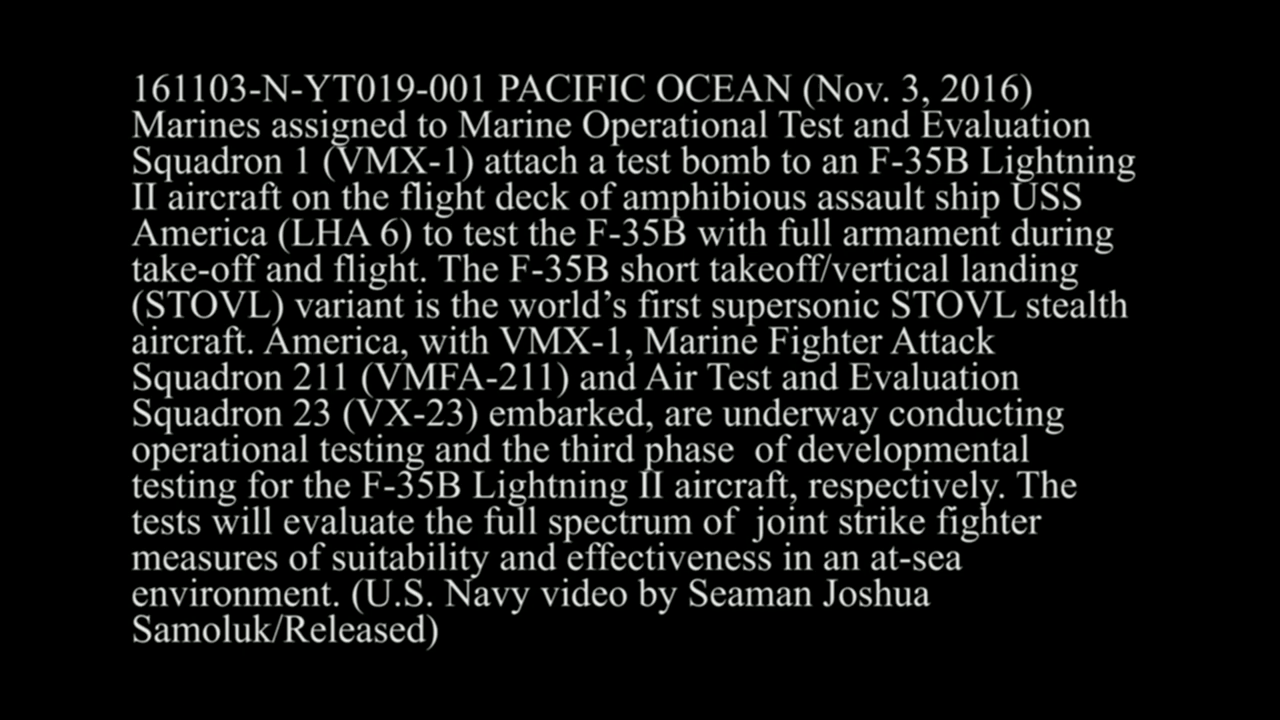 161103-N-YT019-001 PACIFIC OCEAN (Nov. 3, 2016)
Marines assigned to Marine Operational Test and Evaluation
Squadron 1 (VMX-1) attach a test bomb to an F-35B Lightning
II aircraft on the flight deck of amphibious assault ship USS
America (LHA 6) to test the F-35B with full armament during
take-off and flight. The F-35B short takeoff/vertical landing
(STOVL) variant is the world’s first supersonic STOVL stealth
aircraft. America, with VMX-1, Marine Fighter Attack
Squadron 211 (VMFA-211) and Air Test and Evaluation
Squadron 23 (VX-23) embarked, are underway conducting
operational testing and the third phase  of developmental
testing for the F-35B Lightning II aircraft, respectively. The
tests will evaluate the full spectrum of  joint strike fighter
measures of suitability and effectiveness in an at-sea
environment. (U.S. Navy video by Seaman Joshua
Samoluk/Released)